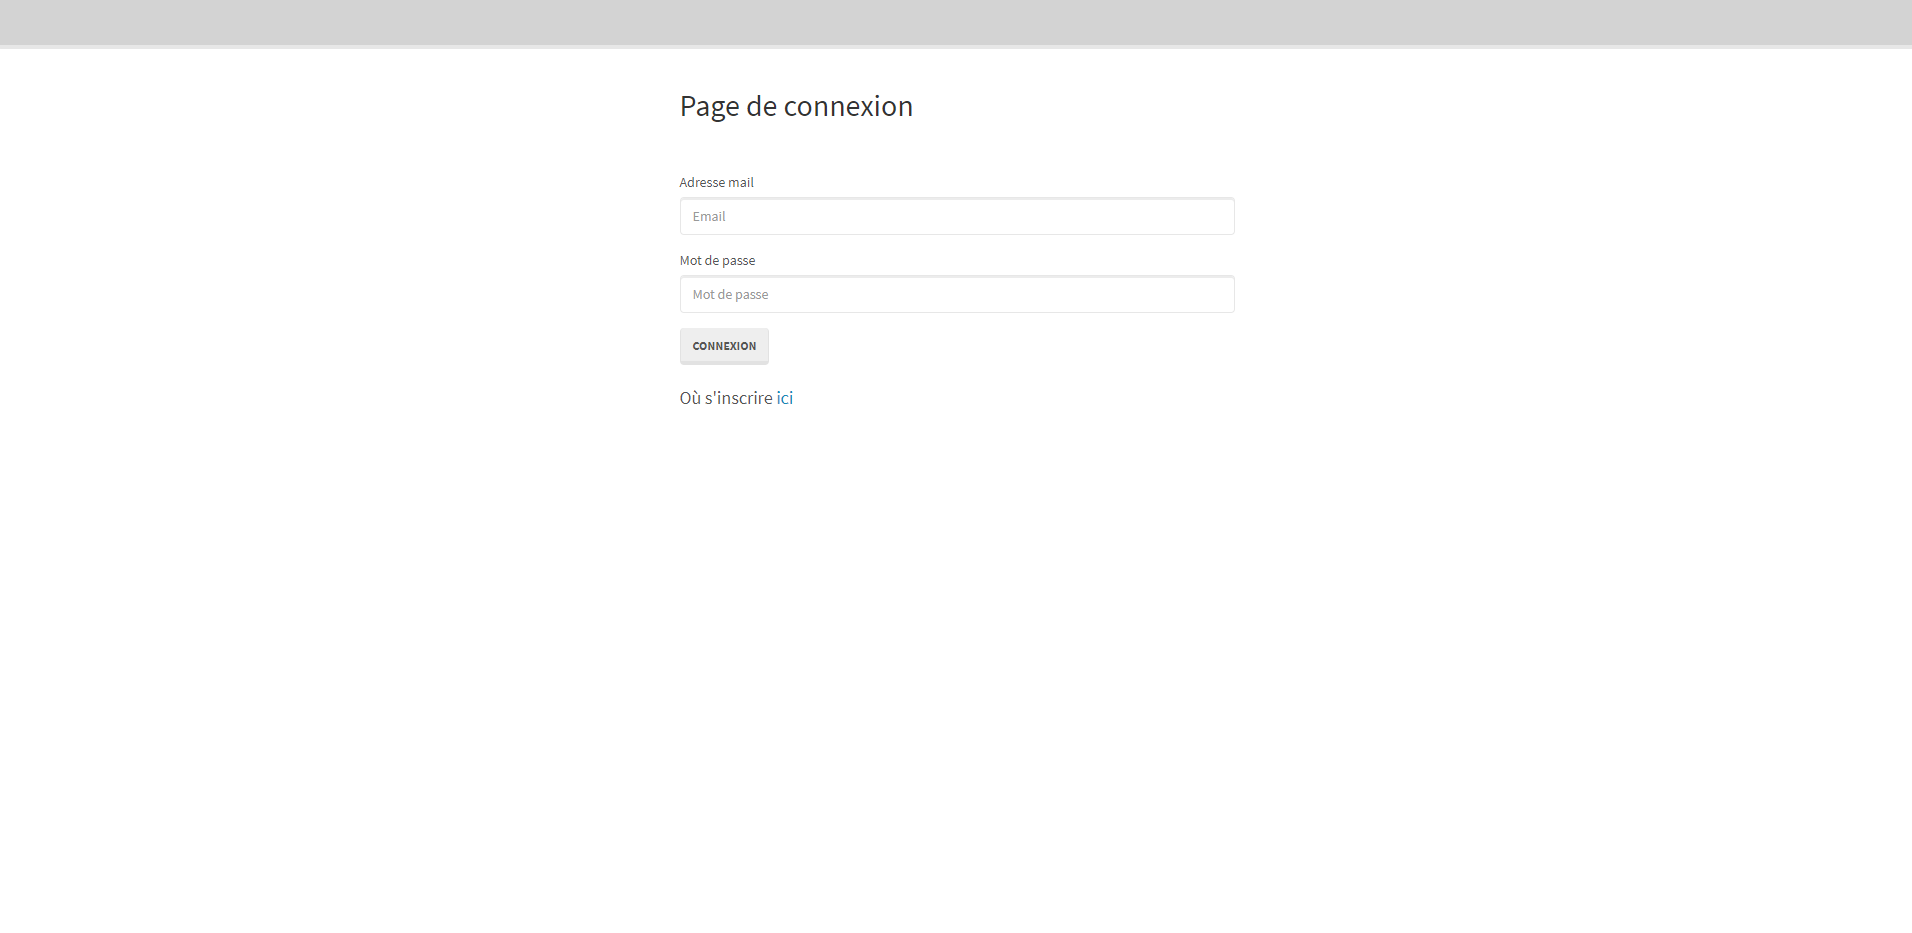 Page de connexion
Adresse mail
Email
Mot de passe
Mot de passe
CONNEXION
Où s'inscrire ici